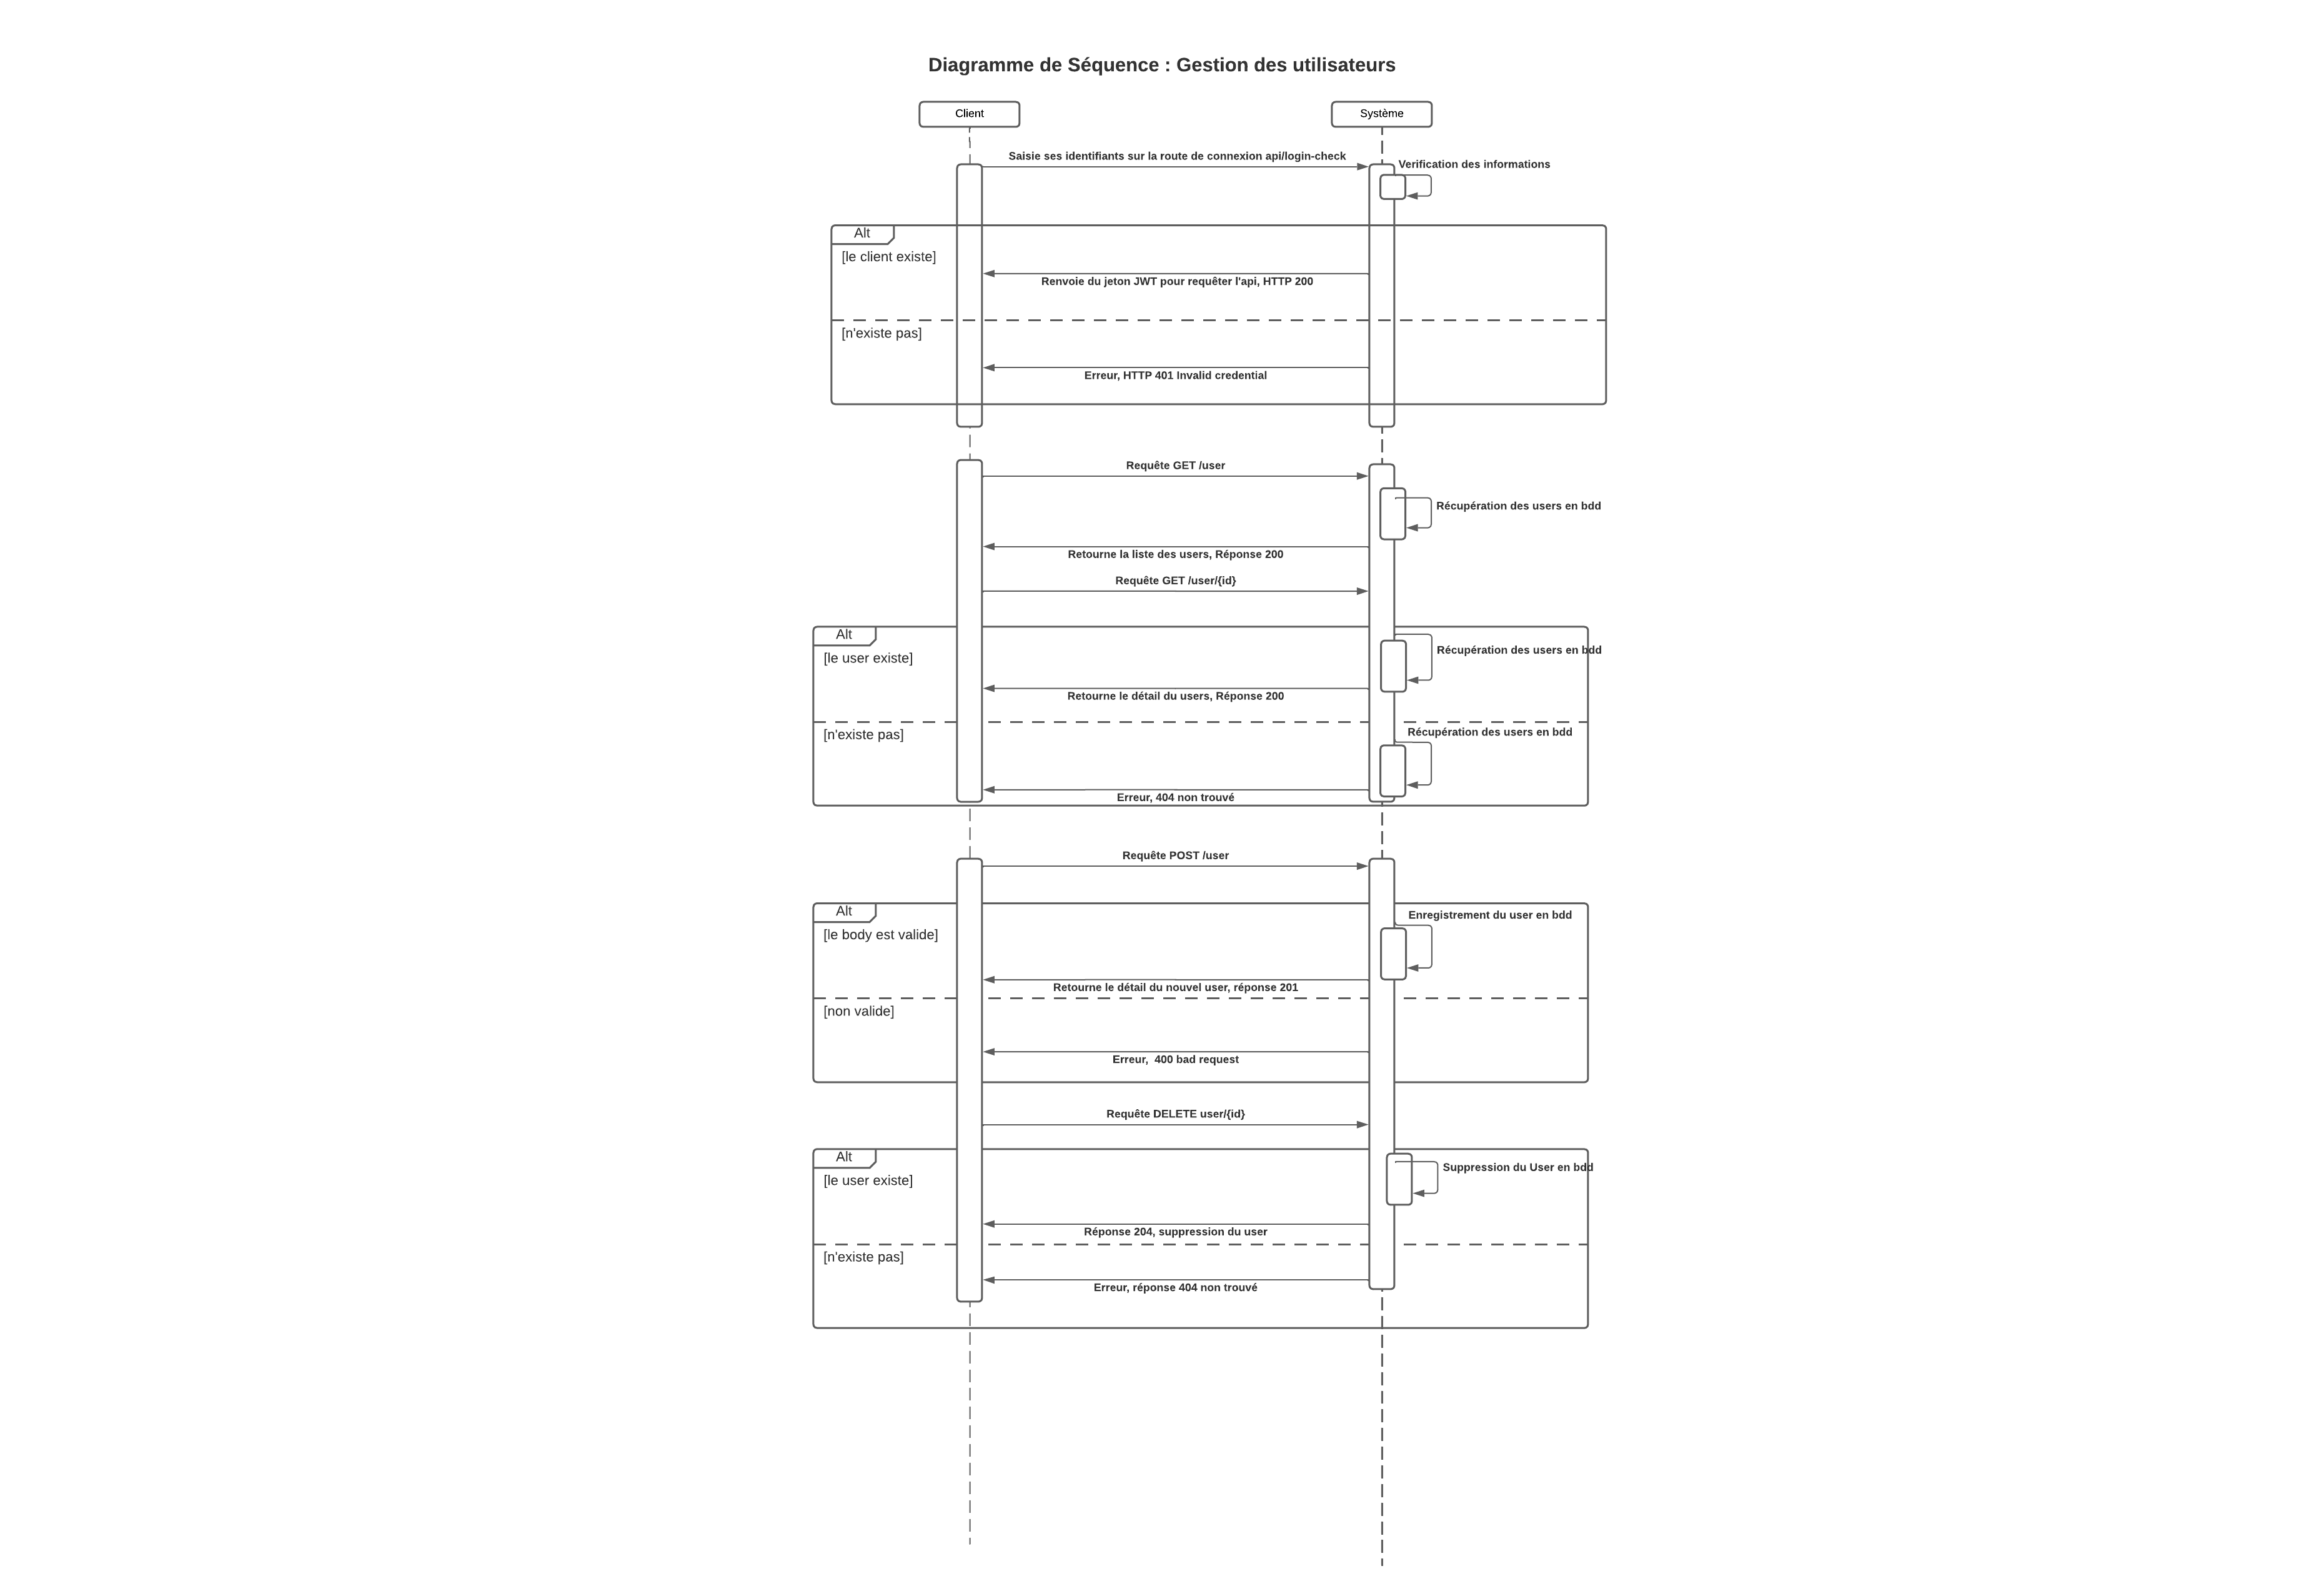 Diagramme de Séquence : Gestion des utilisateurs
Client
Système
Saisie ses identifiants sur la route de connexion api/login-check
Verification des informations
Alt
[le client existe]
Renvoie du jeton JWT pour requêter l'api, HTTP 200
[n'existe pas]
Erreur, HTTP 401 Invalid credential
Requête GET /user
Récupération des users en bdd
Retourne la liste des users, Réponse 200
Requête GET /user/{id}
Alt
[le user existe]
Récupération des users en bdd
Retourne le détail du users, Réponse 200
[n'existe pas]
Récupération des users en bdd
Erreur, 404 non trouvé
Requête POST /user
Alt
[le body est valide]
Enregistrement du user en bdd
Retourne le détail du nouvel user, réponse 201
[non valide]
Erreur,  400 bad request
Requête DELETE user/{id}
Alt
[le user existe]
Suppression du User en bdd
Réponse 204, suppression du user
[n'existe pas]
Erreur, réponse 404 non trouvé